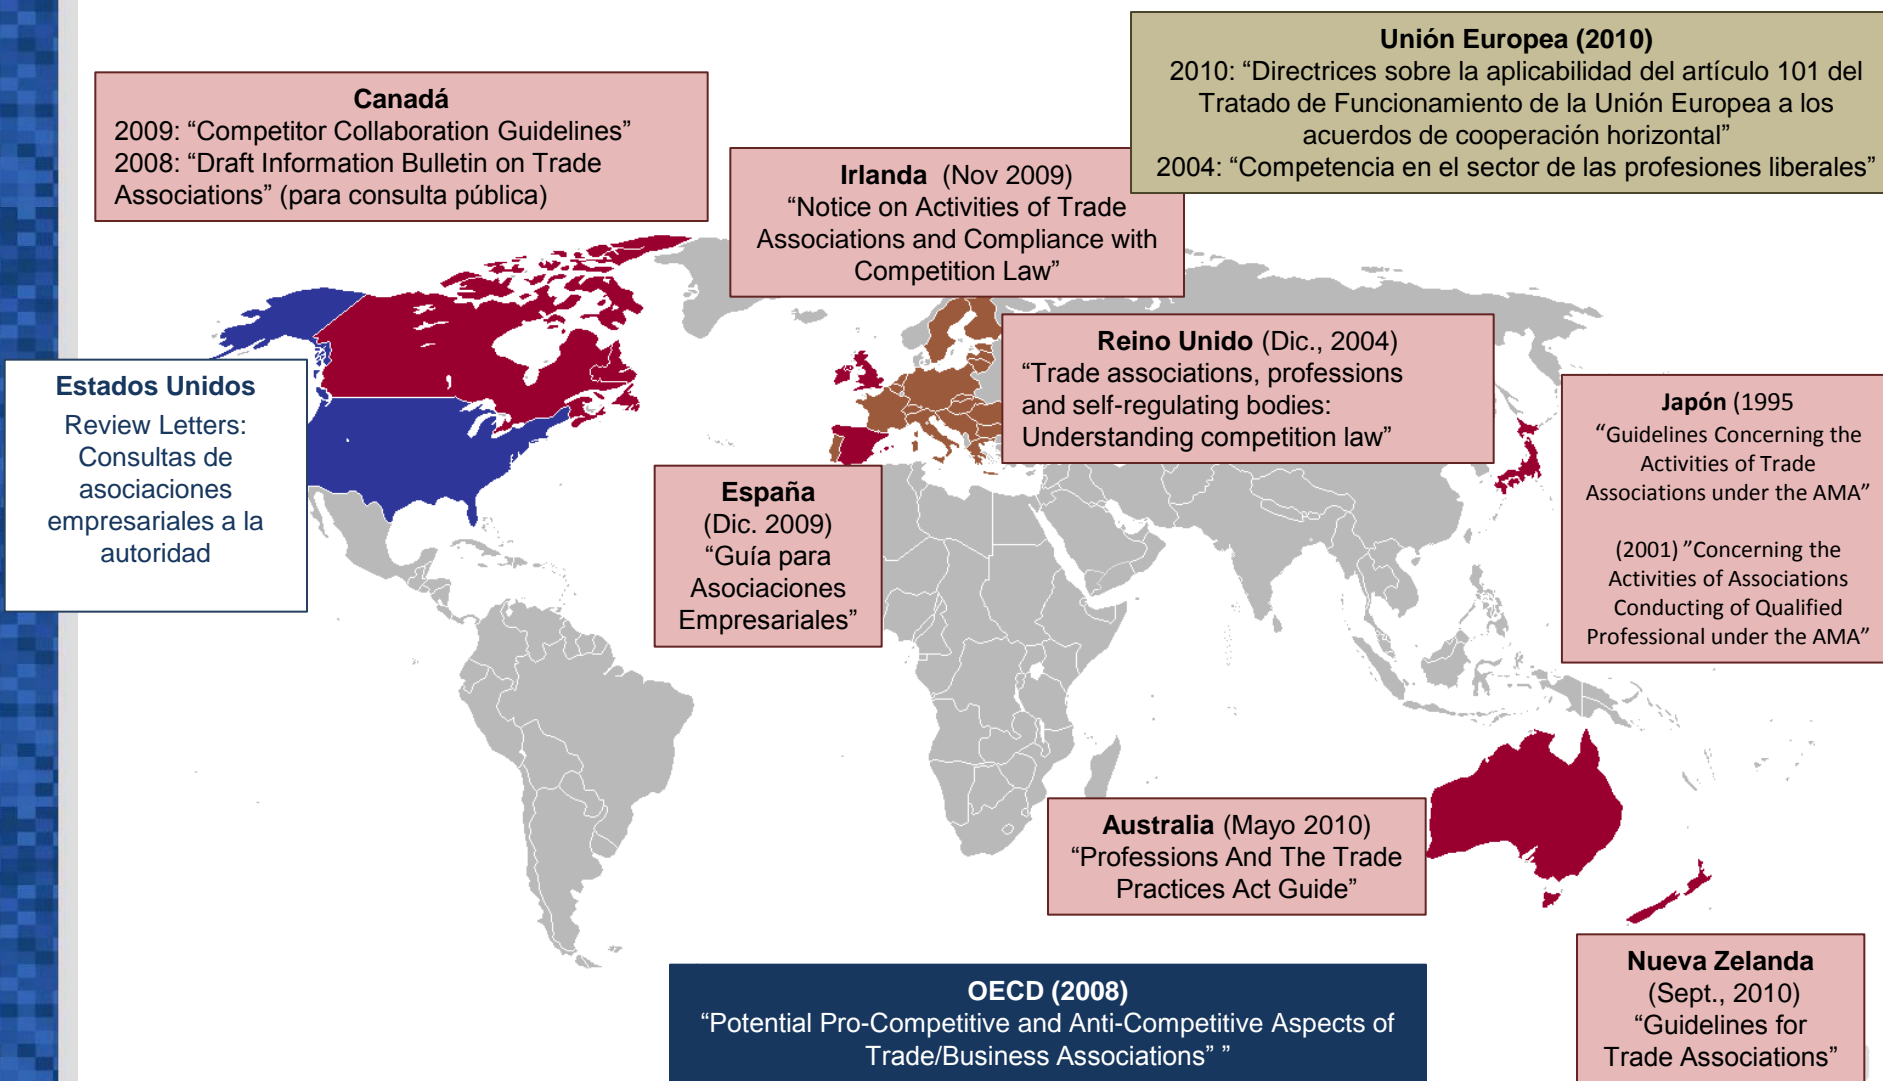 Unión Europea (2010)
2010: “Directrices sobre la aplicabilidad del artículo 101 del
Tratado de Funcionamiento de la Unión Europea a los
acuerdos de cooperación horizontal”
2004: “Competencia en el sector de las profesiones liberales”
Canadá
2009: “Competitor Collaboration Guidelines”
2008: “Draft Information Bulletin on Trade
Associations” (para consulta pública)
Irlanda (Nov 2009)
“Notice on Activities of Trade
Associations and Compliance with
Competition Law”
Reino Unido (Dic., 2004)
“Trade associations, professions
and self-regulating bodies:
Understanding competition law”
Estados Unidos
Review Letters:
Consultas de
asociaciones
empresariales a la
autoridad
Japón (1995
“Guidelines Concerning the
Activities of Trade
Associations under the AMA”
(2001) ”Concerning the
Activities of Associations
Conducting of Qualified
Professional under the AMA”
España
(Dic. 2009)
“Guía para
Asociaciones
Empresariales”
Australia (Mayo 2010)
“Professions And The Trade
Practices Act Guide”
Nueva Zelanda
(Sept., 2010)
“Guidelines for
Trade Associations”
OECD (2008)
“Potential Pro-Competitive and Anti-Competitive Aspects of
Trade/Business Associations” ”